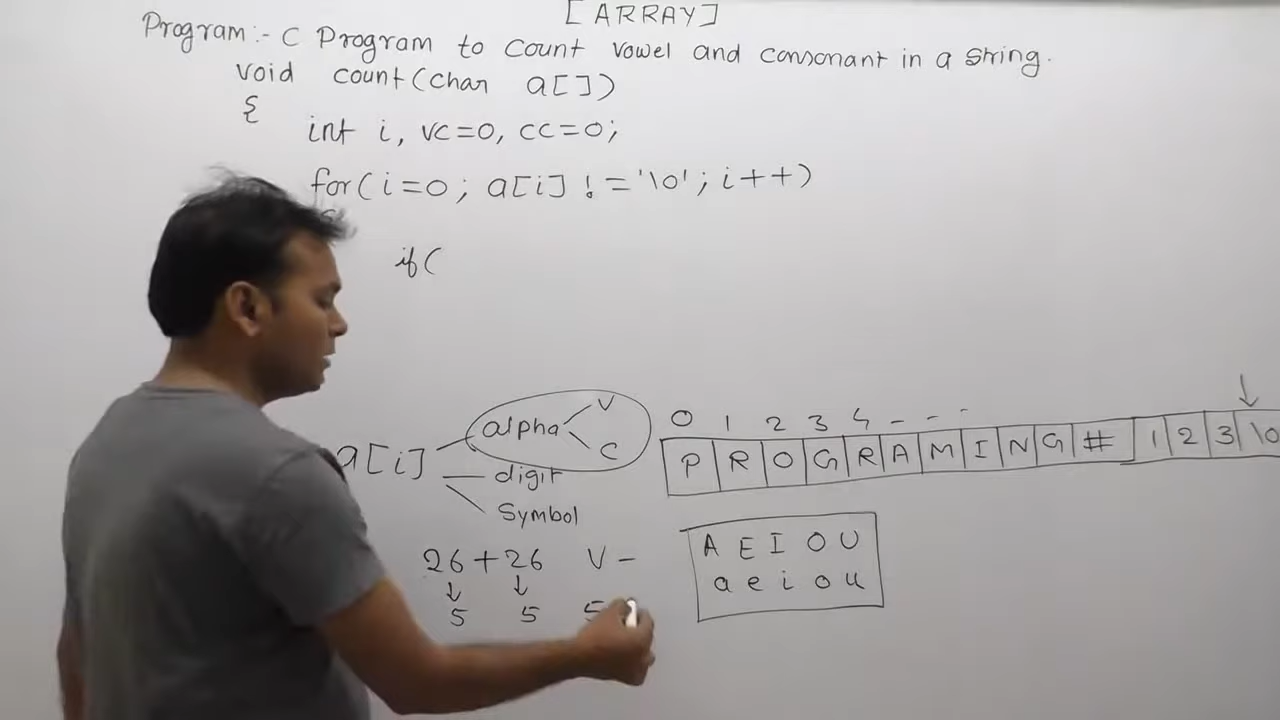 [ARRAY]
Program:- C Program to count vowel and consonant in a string.
void count(char a[])
{
int i, vc=0, cc=0;
for(i=0; a[i]!='\0'; i++)
if(
a[i] alpha V C
digit
Symbol
0 1 2 3 4 - - -
P R O G R A M I N G # 1 2 3 \0
26+26 V -
5 5 5
A E I O U
a e i o u